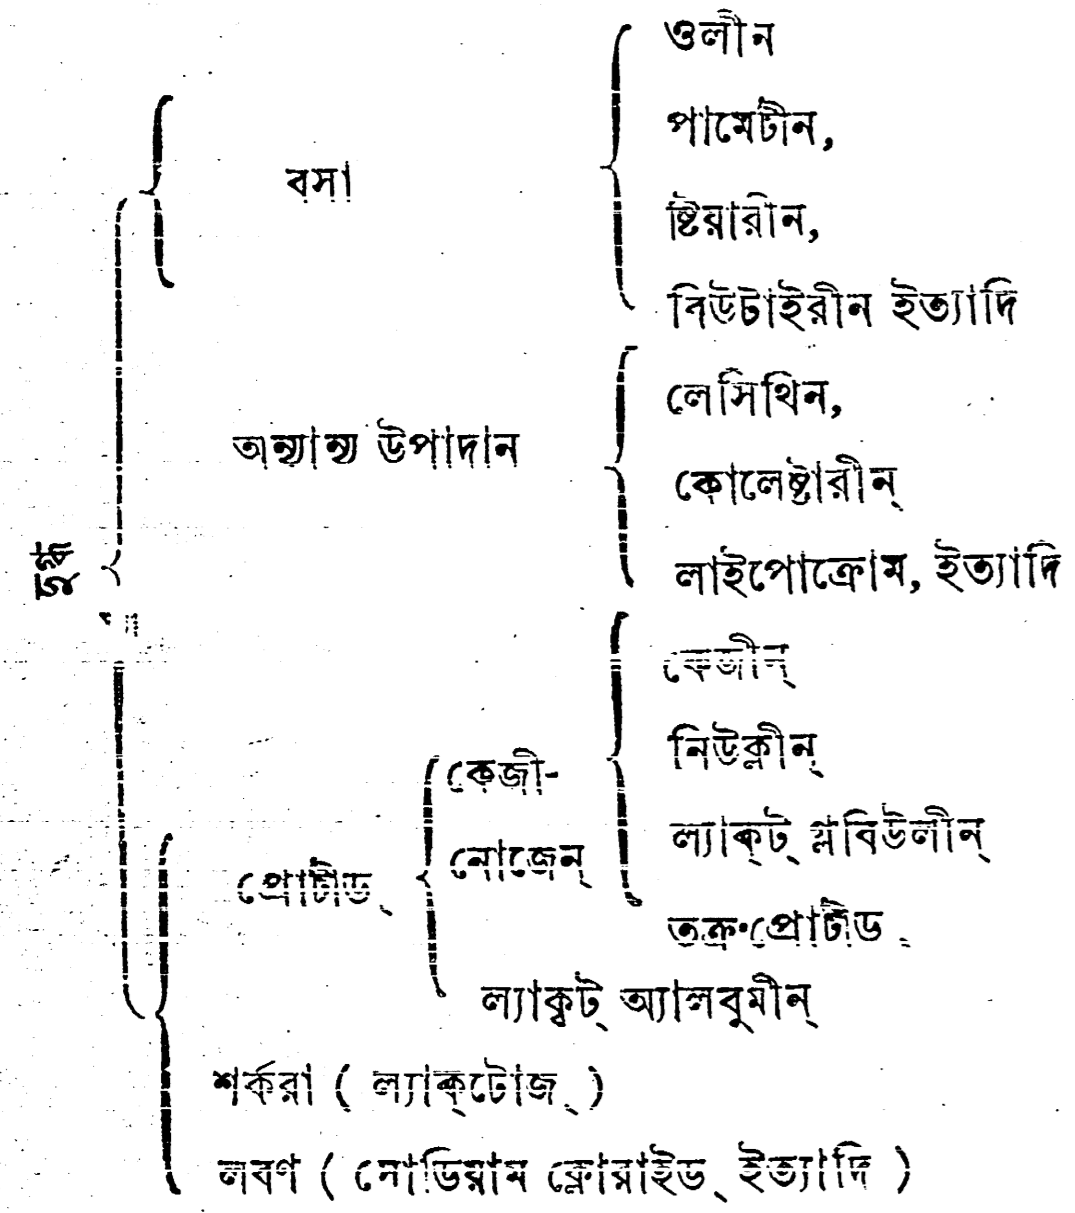 ওলীন
পামেটীন,
বসা
ষ্টিয়ারীন,
বিউটাইরীন ইত্যাদি
লেসিথিন,
অন্যান্য উপাদান
কোলেষ্টারীন্
লাইপোক্রোম, ইত্যাদি
দুগ্ধ
কেজীন্
নিউক্লীন্
কেজী-
ল্যাক্‌ট্ গ্লবিউলীন্
নোজেন্
প্রোটীড্
তক্র-প্রোটীড
ল্যাক্ট্ অ্যালবুমীন্
শর্করা ( ল্যাক্‌টোজ্ )
লবণ ( সোডিয়াম ক্লোরাইড্ ইত্যাদি )